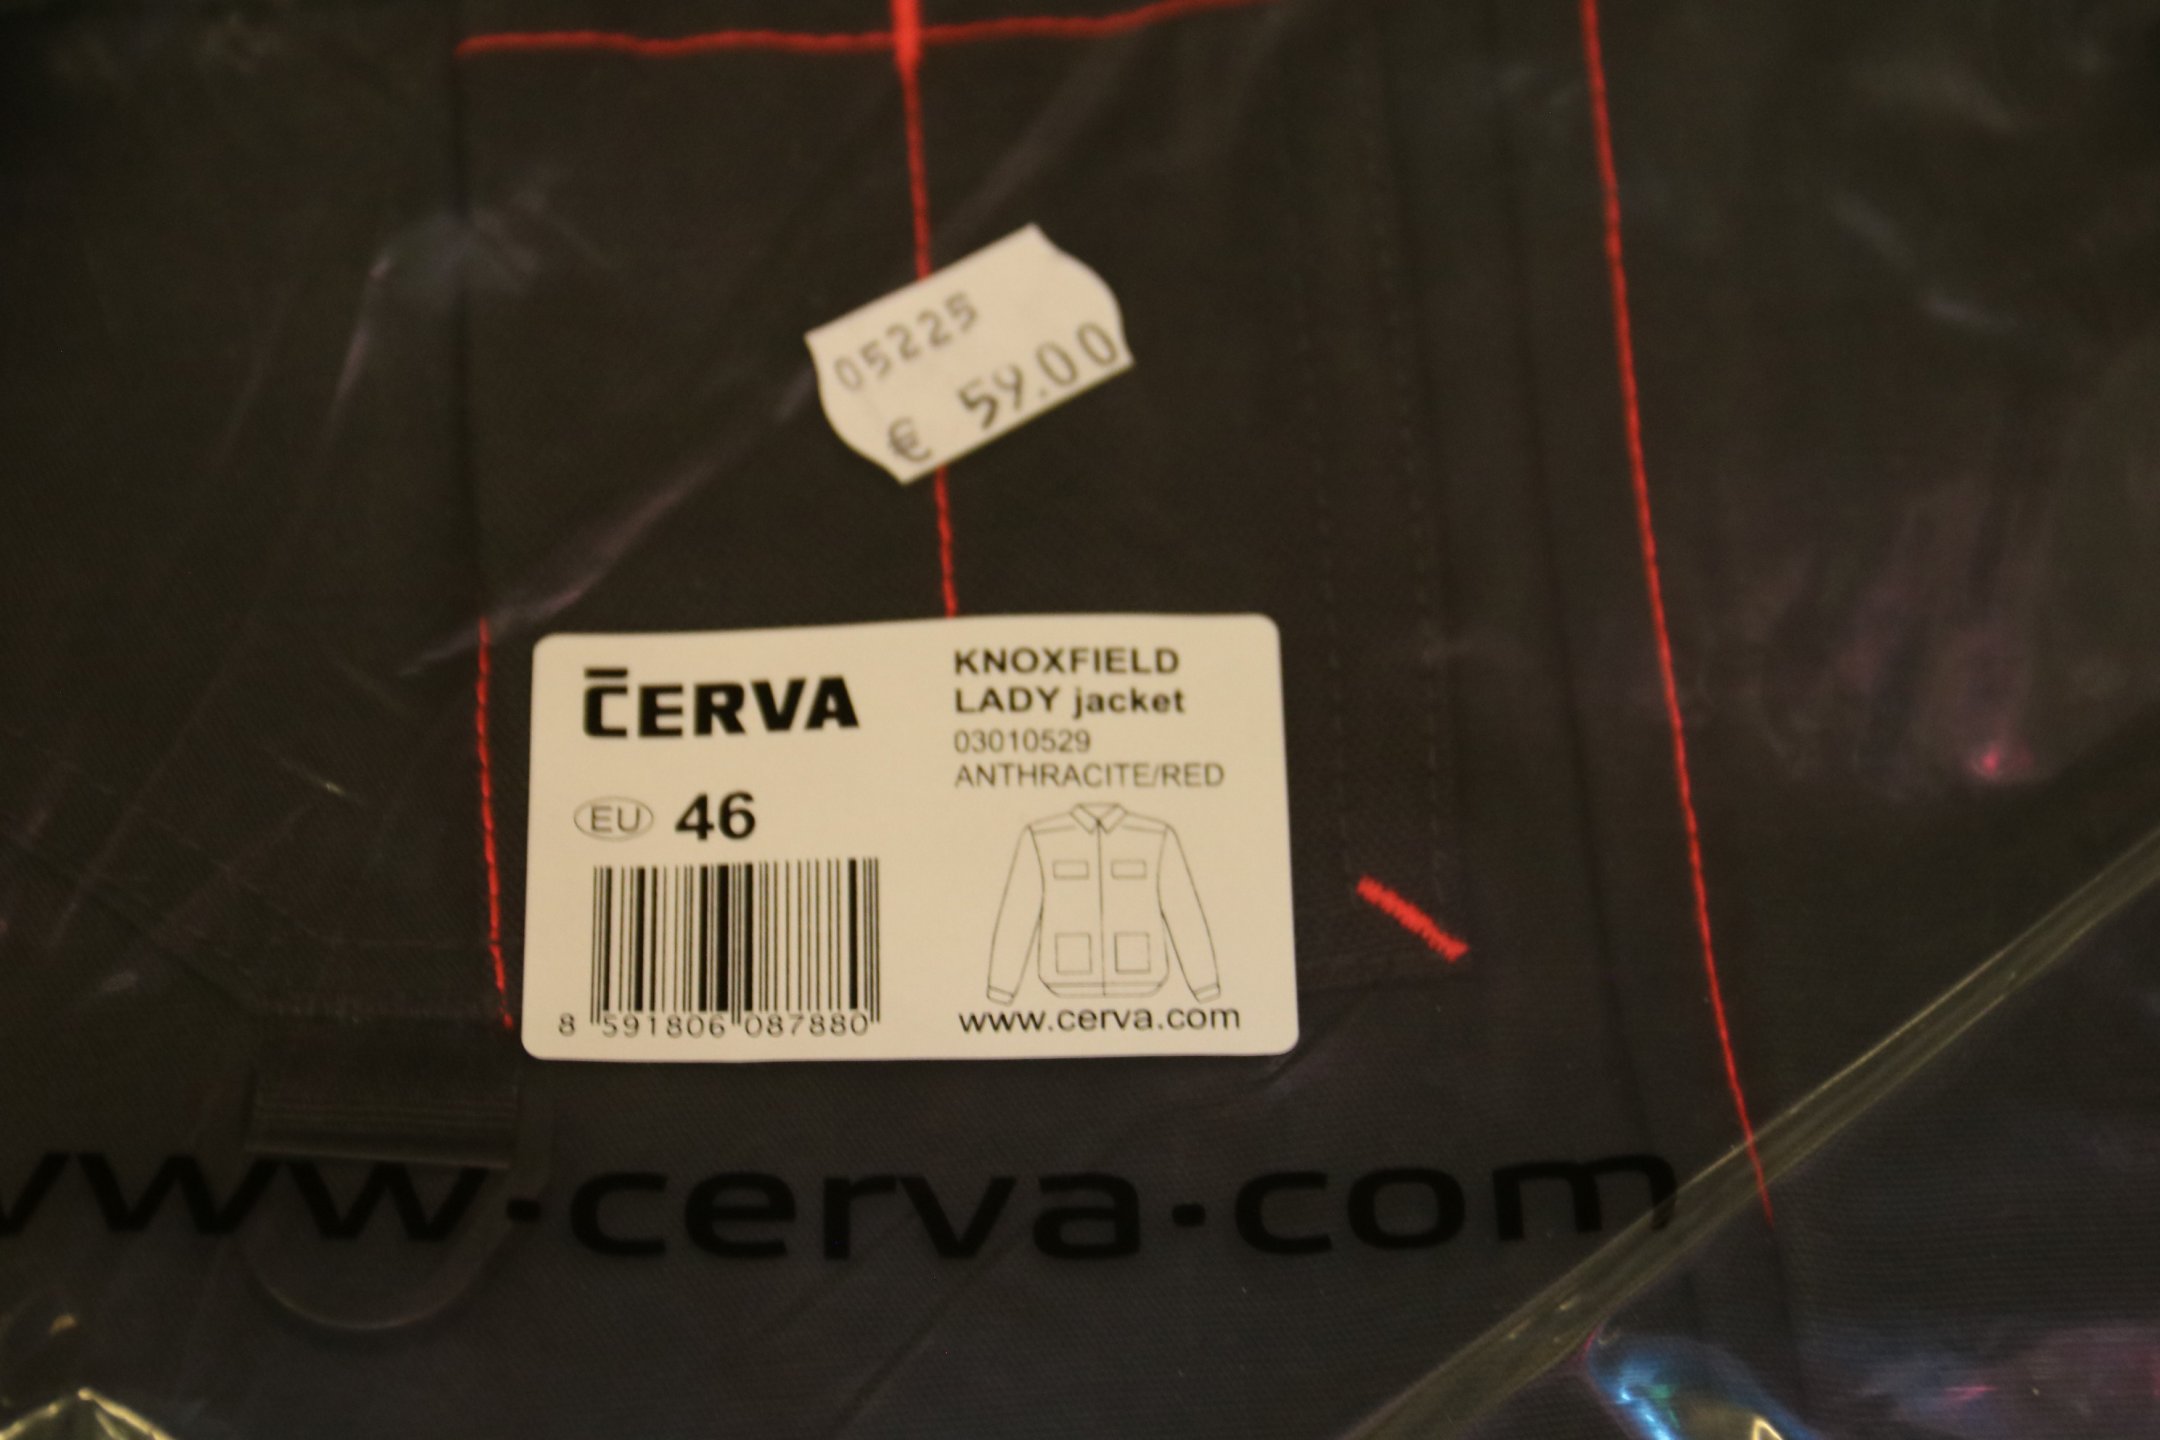 05225
€ 59.00
ČERVA
EU 46
8 591806 087880
KNOXFIELD
LADY jacket
03010529
ANTHRACITE/RED
www.cerva.com
www.cerva.com